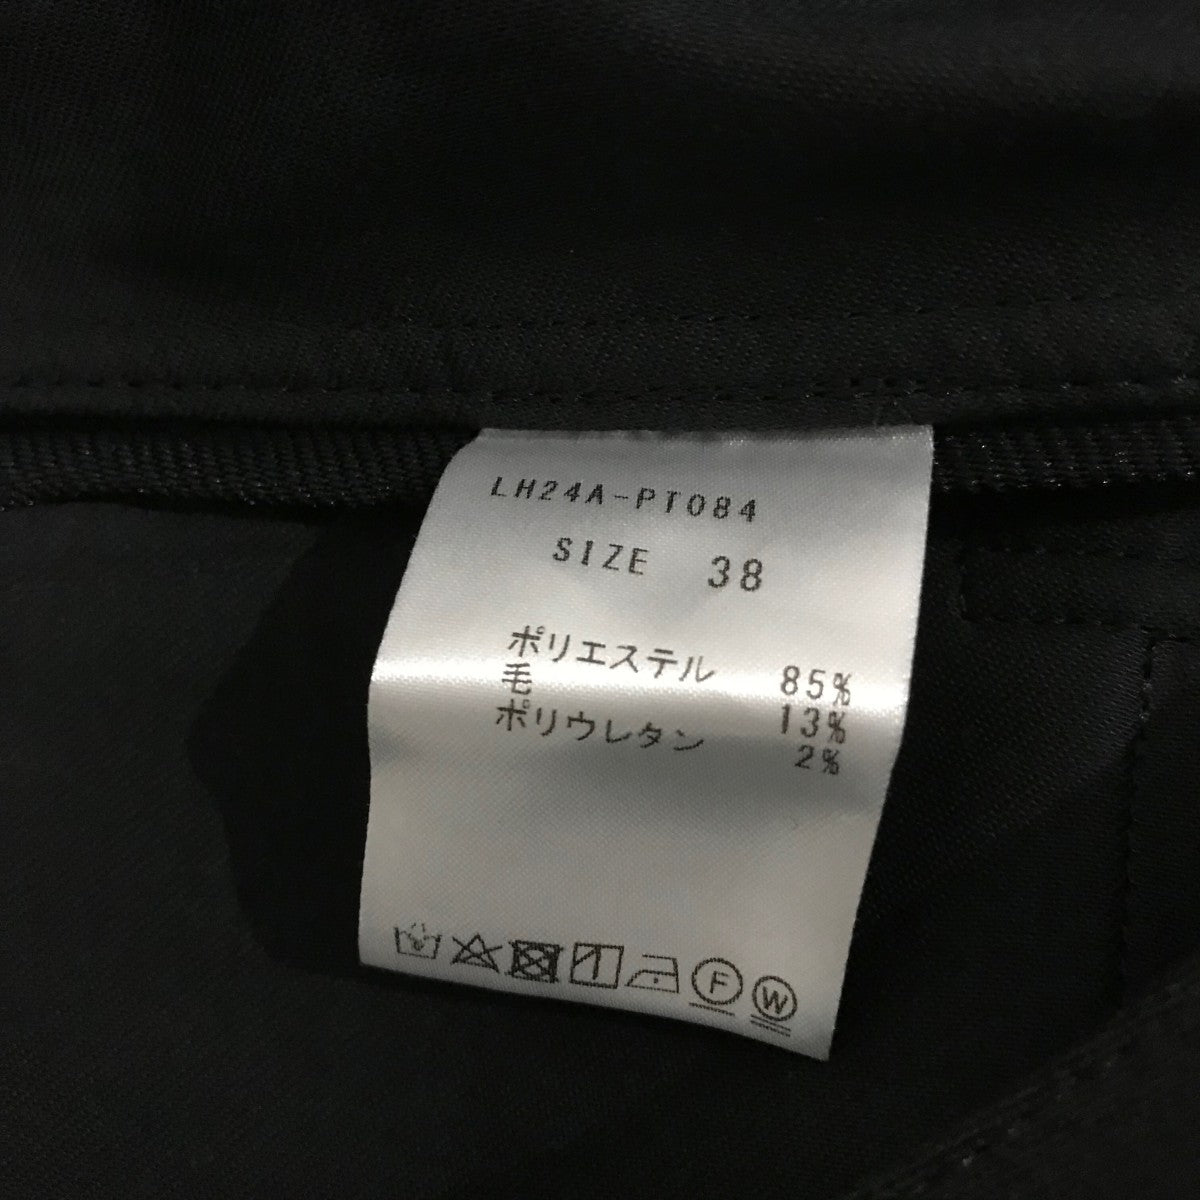 LH24A-PT084
SIZE 38
ポリエステル 85%
毛 13%
ポリウレタン 2%
F W